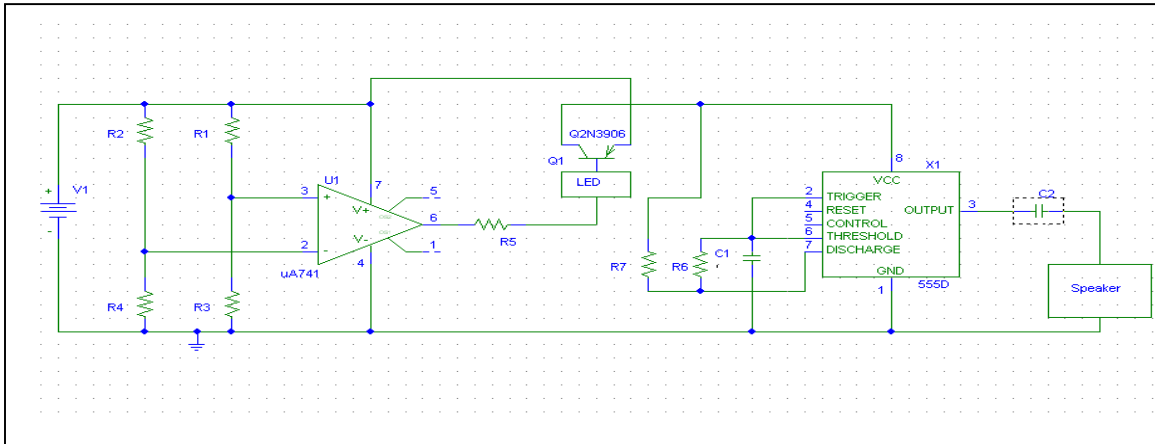 R2
R1
Q2N3906
Q1
LED
8
X1
VCC
U1
+
V1
-
3
+
7
5
V+
6
V-
2
-
4
1
uA741
R5
2
TRIGGER
4
RESET
5
CONTROL
6
THRESHOLD
7
DISCHARGE
OUTPUT
3
C2
GND
1
555D
R7
R6
C1
R4
R3
Speaker